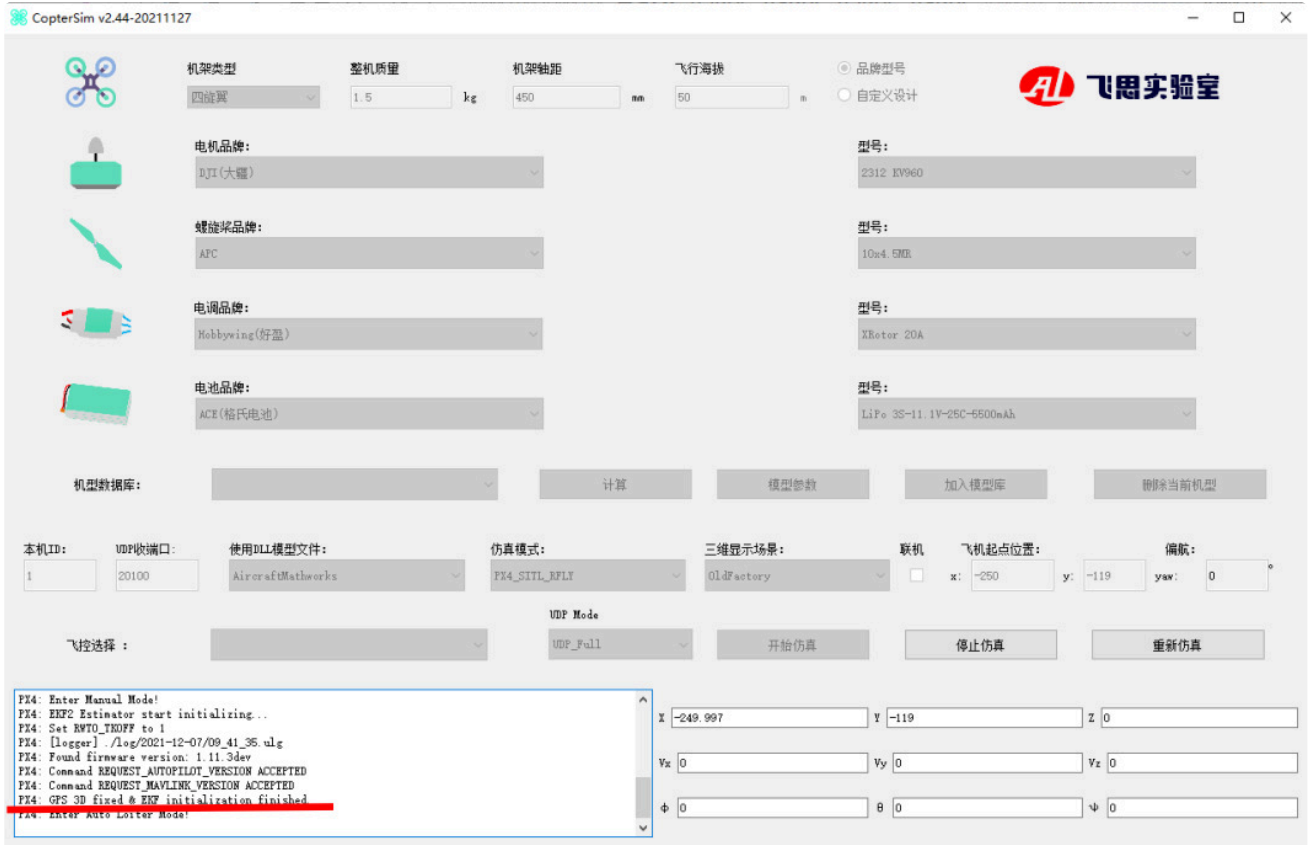 CopterSim v2.44-20211127
机架类型 整机质量 机架轴距 飞行海拔 品牌型号
四旋翼 1.5 kg 450 mm 50 m 自定义设计
飞思实验室
电机品牌: 型号:
DJI(大疆) 2312 KV960
螺旋桨品牌: 型号:
APC 10x4.5MR
电调品牌: 型号:
Hobbywing(好盈) XRotor 20A
电池品牌: 型号:
ACE(格氏电池) LiPo 3S-11.1V-25C-5500mAh
机型数据库: 计算 模型参数 加入模型库 删除当前机型
本机ID: UDP收端口: 使用DLL模型文件: 仿真模式: 三维显示场景: 联机 飞机起点位置: 偏航:
1 20100 AircraftMathworks PX4_SITL_RFLY OldFactory x: -250 y: -119 yaw: 0 °
UDP Mode
飞控选择 : UDP_Full 开始仿真 停止仿真 重新仿真
PX4: Enter Manual Mode!
PX4: EKF2 Estimator start initializing...
PX4: Set RWTO_TKOFF to 1
PX4: [logger] ./log/2021-12-07/09_41_35.ulg
PX4: Found firmware version: 1.11.3dev
PX4: Command REQUEST_AUTOPILOT_VERSION ACCEPTED
PX4: Command REQUEST_MAVLINK_VERSION ACCEPTED
PX4: GPS 3D fixed & EKF initialization finished
PX4: Enter Auto Loiter Mode!
X -249.997 Y -119 Z 0
Vx 0 Vy 0 Vz 0
ϕ 0 θ 0 ψ 0